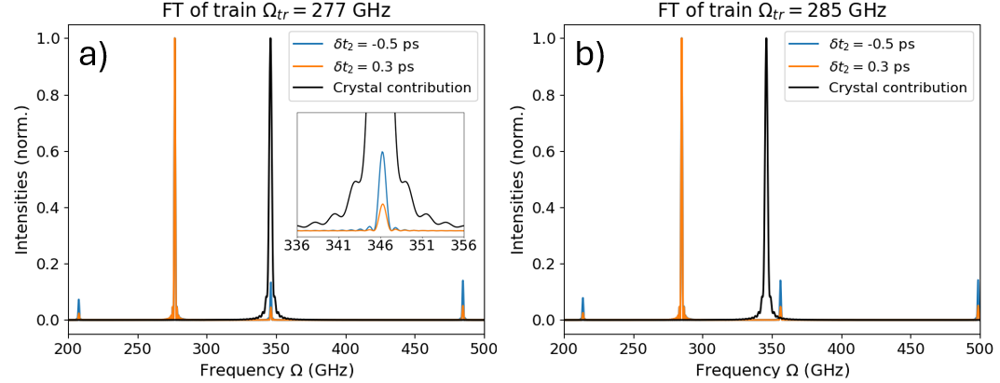 FT of train Ωtr = 277 GHz
a)
δt2 = -0.5 ps
δt2 = 0.3 ps
Crystal contribution
Intensities (norm.)
1.0
0.8
0.6
0.4
0.2
0.0
336 341 346 351 356
200 250 300 350 400 450 500
Frequency Ω (GHz)
FT of train Ωtr = 285 GHz
b)
δt2 = -0.5 ps
δt2 = 0.3 ps
Crystal contribution
Intensities (norm.)
1.0
0.8
0.6
0.4
0.2
0.0
200 250 300 350 400 450 500
Frequency Ω (GHz)